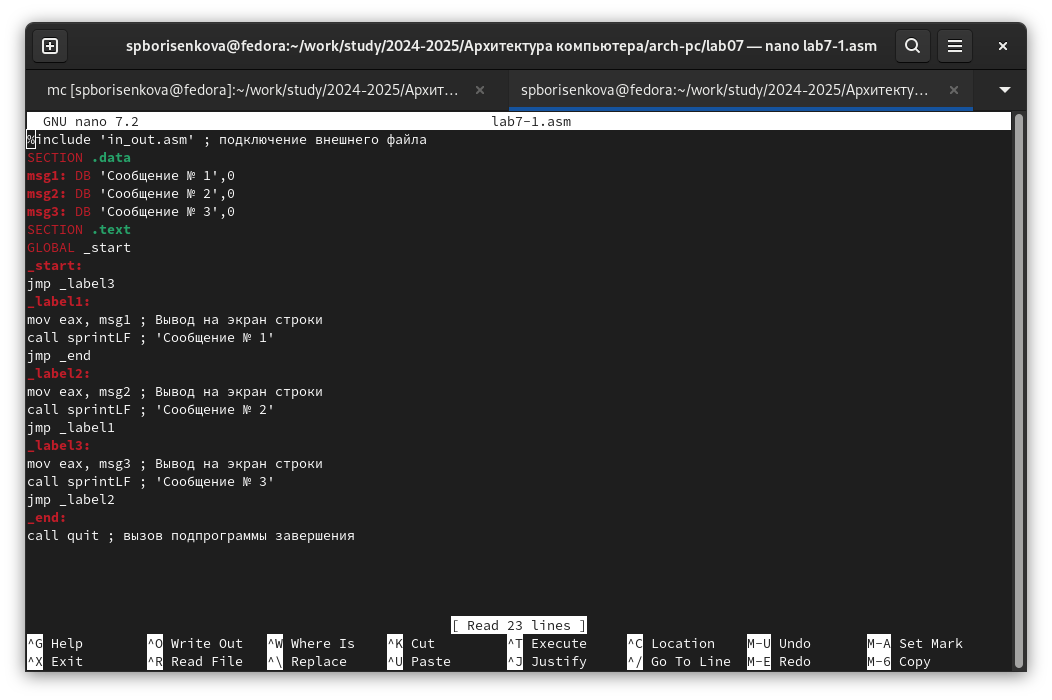 spborisenkova@fedora:~/work/study/2024-2025/Архитектура компьютера/arch-pc/lab07 — nano lab7-1.asm
mc [spborisenkova@fedora]:~/work/study/2024-2025/Архит… × spborisenkova@fedora:~/work/study/2024-2025/Архитекту… ×
GNU nano 7.2 lab7-1.asm
%include 'in_out.asm' ; подключение внешнего файла
SECTION .data
msg1: DB 'Сообщение № 1',0
msg2: DB 'Сообщение № 2',0
msg3: DB 'Сообщение № 3',0
SECTION .text
GLOBAL _start
_start:
jmp _label3
_label1:
mov eax, msg1 ; Вывод на экран строки
call sprintLF ; 'Сообщение № 1'
jmp _end
_label2:
mov eax, msg2 ; Вывод на экран строки
call sprintLF ; 'Сообщение № 2'
jmp _label1
_label3:
mov eax, msg3 ; Вывод на экран строки
call sprintLF ; 'Сообщение № 3'
jmp _label2
_end:
call quit ; вызов подпрограммы завершения
[ Read 23 lines ]
^G Help ^O Write Out ^W Where Is ^K Cut ^T Execute ^C Location M-U Undo M-A Set Mark
^X Exit ^R Read File ^\ Replace ^U Paste ^J Justify ^/ Go To Line M-E Redo M-6 Copy